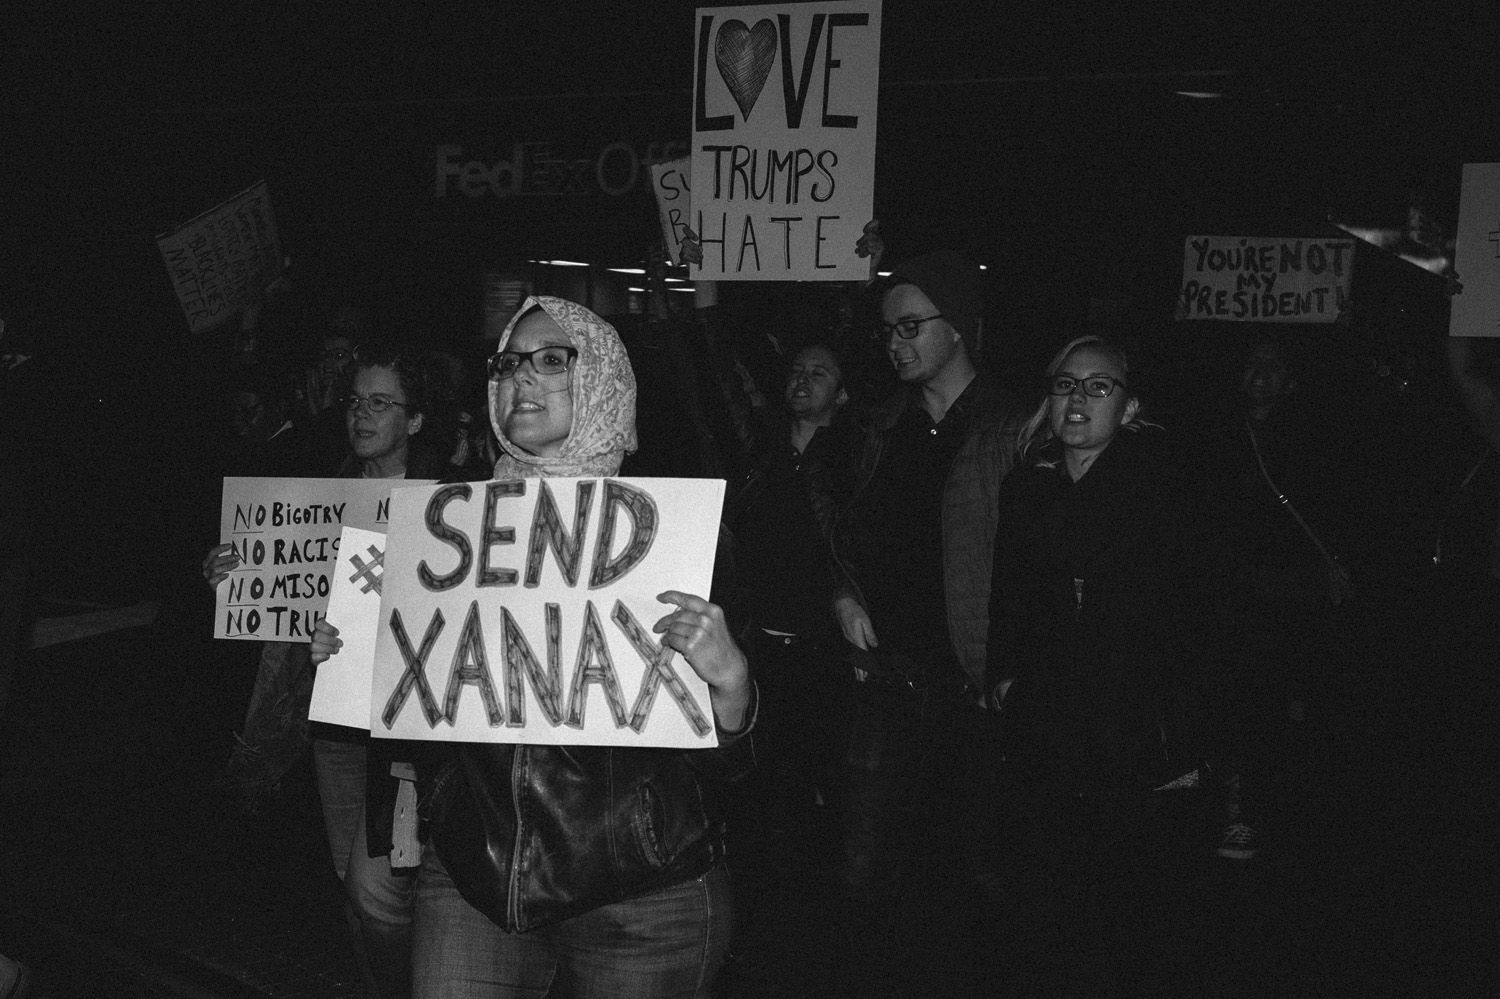 LOVE
TRUMPS
HATE
FedEx Off
SU
R
BLACK LIVES
MATTER
YOU'RE NOT
MY
PRESIDENT!
NO BIGOTRY N
NO RACIS
NO MISO
NO TRU
#
SEND
XANAX